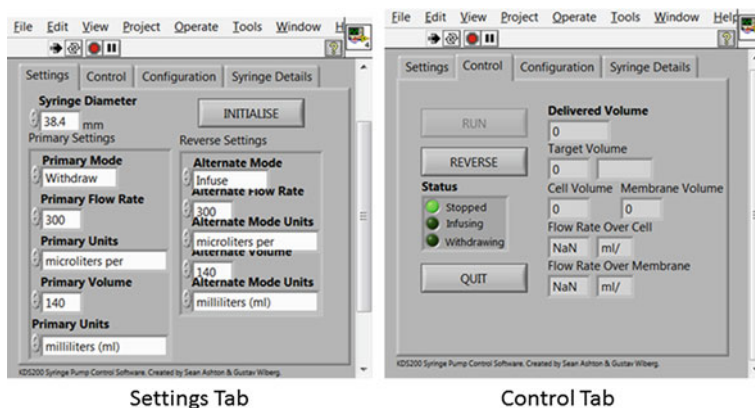 File Edit View Project Operate Tools Window H
Settings Control Configuration Syringe Details
Syringe Diameter
38.4 mm
INITIALISE
Primary Settings
Primary Mode
Withdraw
Primary Flow Rate
300
Primary Units
microliters per
Primary Volume
140
Primary Units
milliliters (ml)
Reverse Settings
Alternate Mode
Infuse
Alternate Flow Rate
300
Alternate Mode Units
microliters per
Alternate Volume
140
Alternate Mode Units
milliliters (ml)
KDS200 Syringe Pump Control Software. Created by Sean Ashton & Gustav Wiberg.
Settings Tab
File Edit View Project Operate Tools Window Help
Settings Control Configuration Syringe Details
RUN
REVERSE
Status
Stopped
Infusing
Withdrawing
QUIT
Delivered Volume
0
Target Volume
0
Cell Volume Membrane Volume
0 0
Flow Rate Over Cell
NaN ml/
Flow Rate Over Membrane
NaN ml/
KDS200 Syringe Pump Control Software. Created by Sean Ashton & Gustav Wiberg.
Control Tab